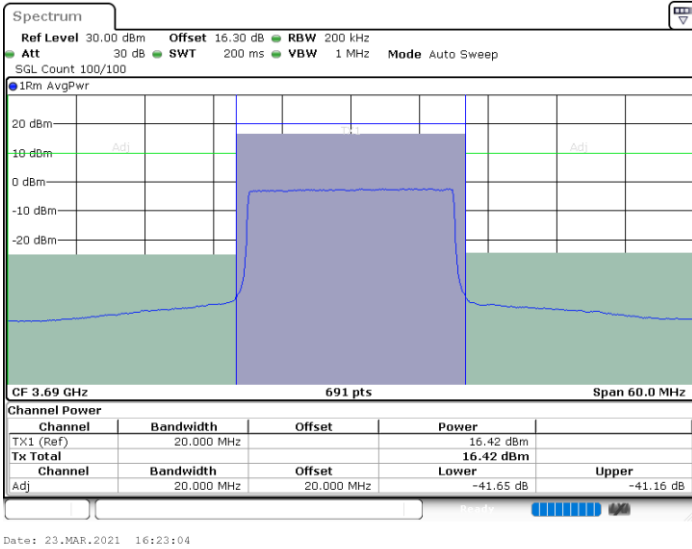 Spectrum
Ref Level 30.00 dBm Offset 16.30 dB RBW 200 kHz
Att 30 dB SWT 200 ms VBW 1 MHz Mode Auto Sweep
SGL Count 100/100
1Rm AvgPwr
20 dBm
TX1
10 dBm
Adj
Adj
0 dBm
-10 dBm
-20 dBm
CF 3.69 GHz 691 pts Span 60.0 MHz
Channel Power
Channel Bandwidth Offset Power
TX1 (Ref) 20.000 MHz 16.42 dBm
Tx Total 16.42 dBm
Channel Bandwidth Offset Lower Upper
Adj 20.000 MHz 20.000 MHz -41.65 dB -41.16 dB
Ready
Date: 23.MAR.2021 16:23:04